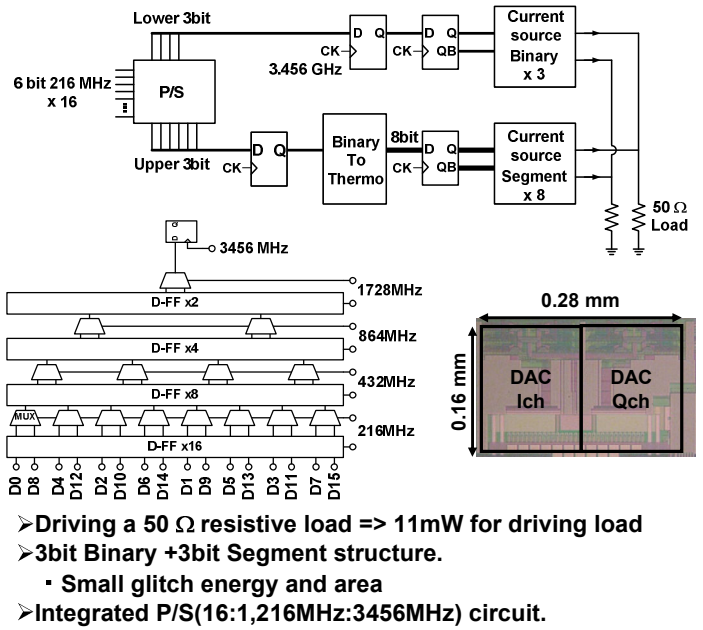 Lower 3bit
D Q
CK
3.456 GHz
D Q
CK QB
Current
source
Binary
x 3
6 bit 216 MHz
x 16
P/S
Upper 3bit
D Q
CK
Binary
To
Thermo
8bit
D Q
CK QB
Current
source
Segment
x 8
50 Ω
Load
D Q
3456 MHz
1728MHz
D-FF x2
864MHz
D-FF x4
432MHz
D-FF x8
MUX
216MHz
D-FF x16
D0 D8 D4 D12 D2 D10 D6 D14 D1 D9 D5 D13 D3 D11 D7 D15
0.28 mm
0.16 mm
DAC
Ich
DAC
Qch
➢Driving a 50 Ω resistive load => 11mW for driving load
➢3bit Binary +3bit Segment structure.
▪ Small glitch energy and area
➢Integrated P/S(16:1,216MHz:3456MHz) circuit.